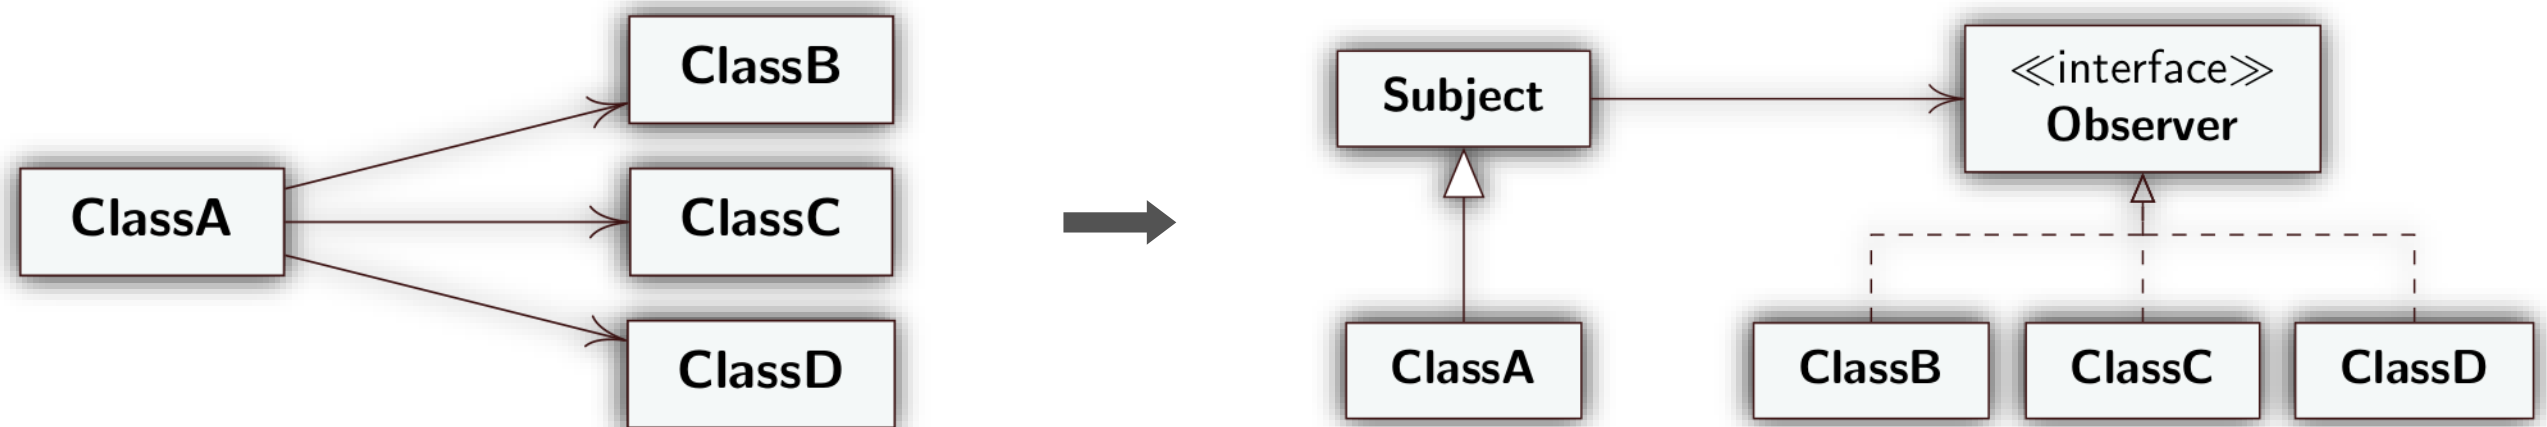 ClassA
ClassB
ClassC
ClassD
Subject
≪interface≫
Observer
ClassA
ClassB
ClassC
ClassD